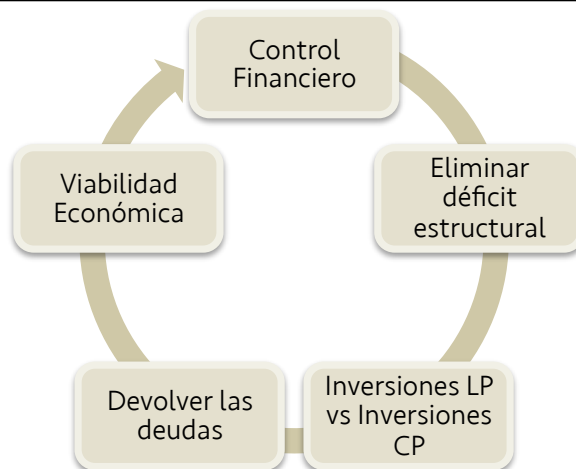 Control
Financiero
Eliminar
déficit
estructural
Inversiones LP
vs Inversiones
CP
Devolver las
deudas
Viabilidad
Económica